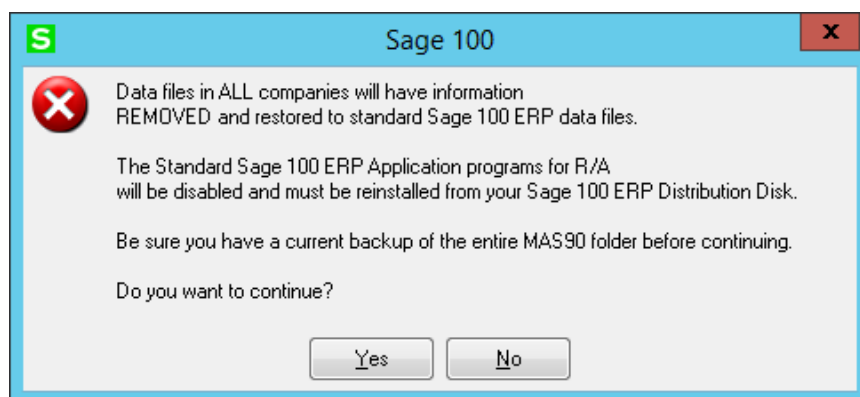 S
Sage 100
x
Data files in ALL companies will have information
REMOVED and restored to standard Sage 100 ERP data files.
The Standard Sage 100 ERP Application programs for R/A
will be disabled and must be reinstalled from your Sage 100 ERP Distribution Disk.
Be sure you have a current backup of the entire MAS90 folder before continuing.
Do you want to continue?
Yes
No